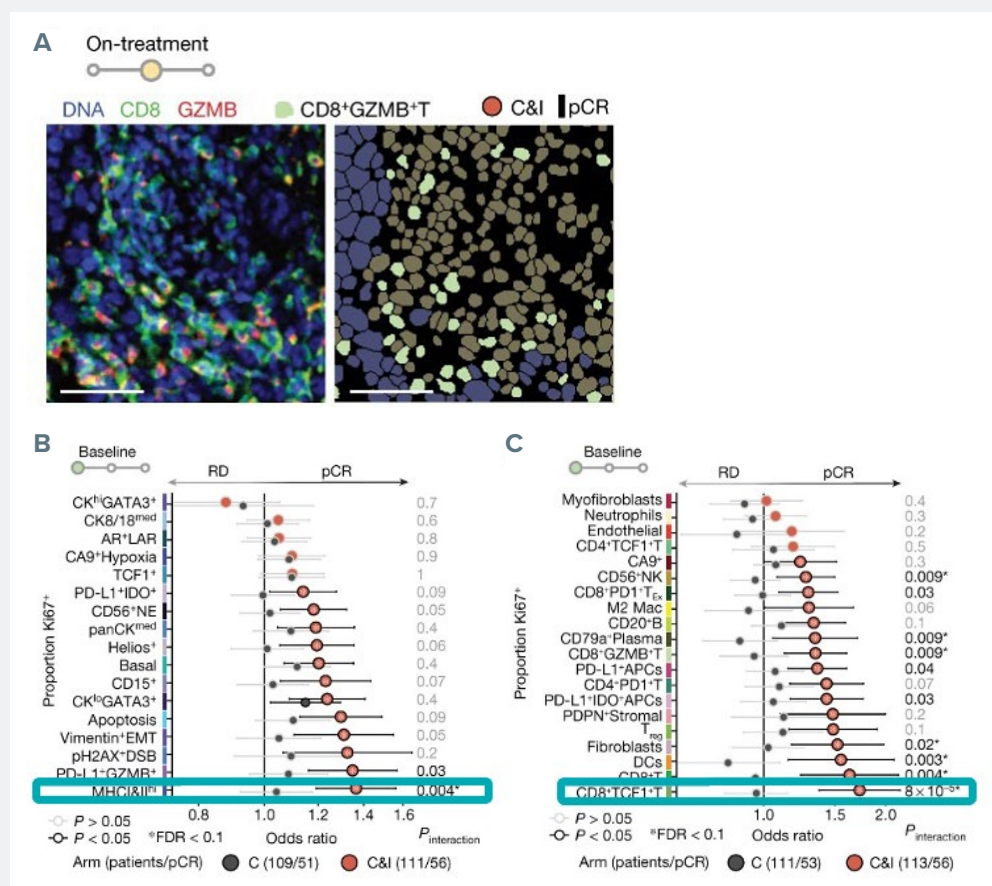 A
On-treatment
DNA CD8 GZMB CD8⁺GZMB⁺T C&I pCR
B
Baseline
RD pCR
Proportion Ki67⁺
CKʰⁱGATA3⁺ 0.7
CK8/18ᵐᵉᵈ 0.6
AR⁺LAR 0.8
CA9⁺Hypoxia 0.9
TCF1⁺ 1
PD-L1⁺IDO⁺ 0.09
CD56⁺NE 0.05
panCKᵐᵉᵈ 0.4
Helios⁺ 0.06
Basal 0.4
CD15⁺ 0.07
CKˡᵒGATA3⁺ 0.4
Apoptosis 0.09
Vimentin⁺EMT 0.05
pH2AX⁺DSB 0.2
PD-L1⁺GZMB⁺ 0.03
MHCI&IIʰⁱ 0.004*
0.8 1.0 1.2 1.4 1.6
P > 0.05
P < 0.05 *FDR < 0.1 Odds ratio Pinteraction
Arm (patients/pCR) C (109/51) C&I (111/56)
C
Baseline
RD pCR
Proportion Ki67⁺
Myofibroblasts 0.4
Neutrophils 0.3
Endothelial 0.2
CD4⁺TCF1⁺T 0.5
CA9⁺ 0.3
CD56⁺NK 0.009*
CD8⁺PD1⁺TEx 0.03
M2 Mac 0.06
CD20⁺B 0.1
CD79a⁺Plasma 0.009*
CD8⁺GZMB⁺T 0.009*
PD-L1⁺APCs 0.04
CD4⁺PD1⁺T 0.07
PD-L1⁺IDO⁺APCs 0.03
PDPN⁺Stromal 0.2
Treg 0.1
Fibroblasts 0.02*
DCs 0.003*
CD8⁺T 0.004*
CD8⁺TCF1⁺T 8×10⁻⁵*
1.0 1.5 2.0
P > 0.05
P < 0.05 *FDR < 0.1 Odds ratio Pinteraction
Arm (patients/pCR) C (111/53) C&I (113/56)